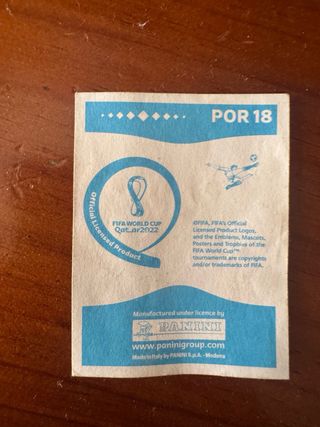 POR 18
Official Licensed Product
FIFA WORLD CUP
Qatar2022
©FIFA, FIFA's Official
Licensed Product Logos,
and the Emblems, Mascots,
Posters and Trophies of the
FIFA World Cup™
tournaments are copyrights
and/or trademarks of FIFA.
Manufactured under licence by
PANINI
www.paninigroup.com
Made in Italy by PANINI S.p.A. - Modena